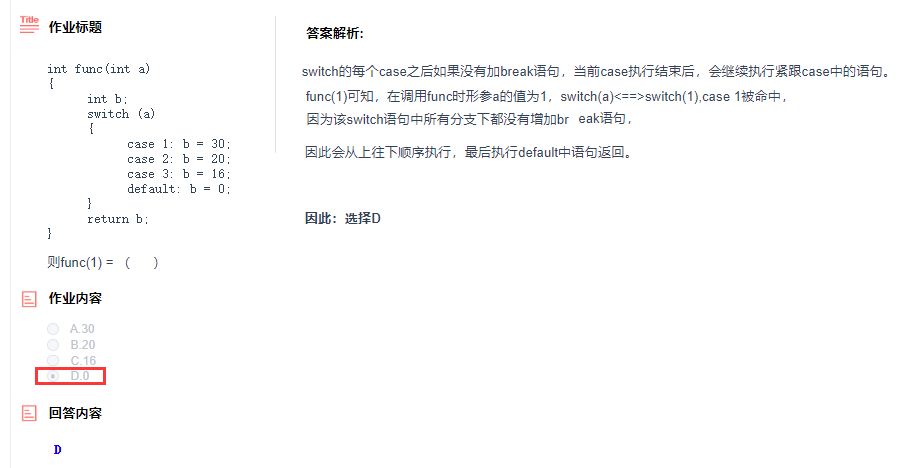 Title
作业标题
int func(int a)
{
int b;
switch (a)
{
case 1: b = 30;
case 2: b = 20;
case 3: b = 16;
default: b = 0;
}
return b;
}
则func(1) = （ ）
作业内容
A.30
B.20
C.16
D.0
回答内容
D
答案解析：
switch的每个case之后如果没有加break语句，当前case执行结束后，会继续执行紧跟case中的语句。
func(1)可知，在调用func时形参a的值为1，switch(a)<==>switch(1),case 1被命中，
因为该switch语句中所有分支下都没有增加br eak语句，
因此会从上往下顺序执行，最后执行default中语句返回。
因此：选择D